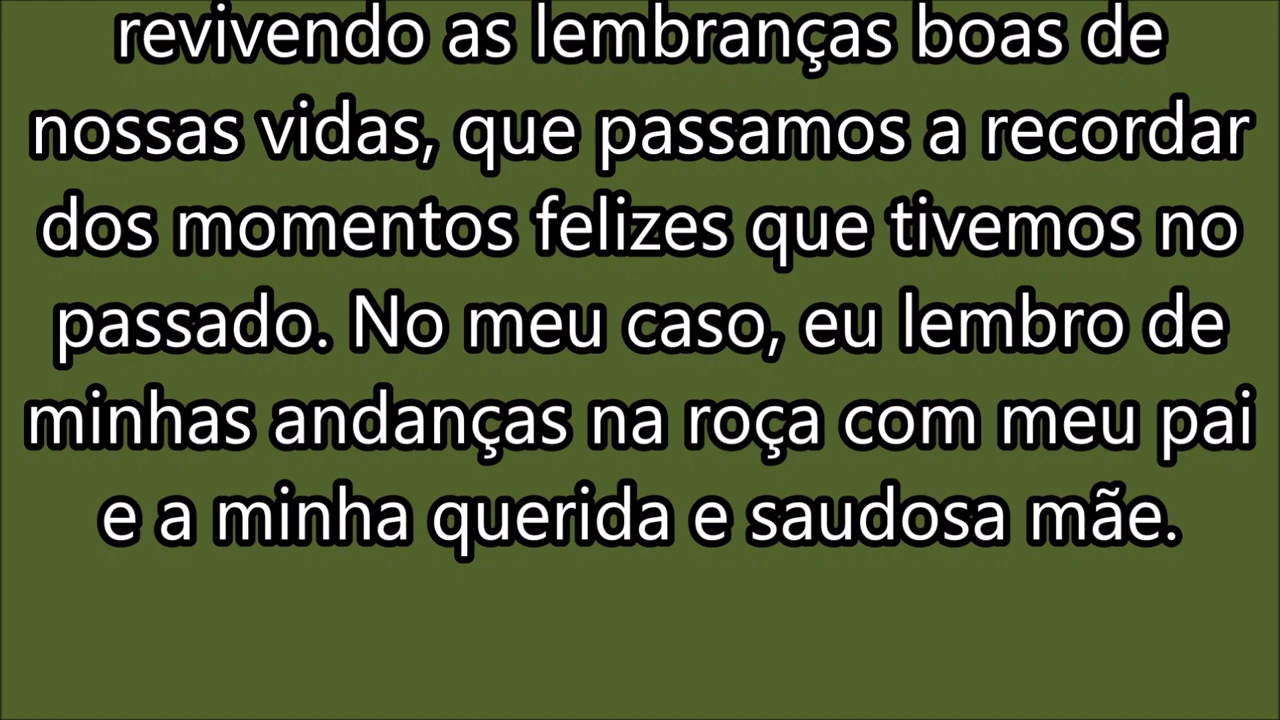 revivendo as lembranças boas de
nossas vidas, que passamos a recordar
dos momentos felizes que tivemos no
passado. No meu caso, eu lembro de
minhas andanças na roça com meu pai
e a minha querida e saudosa mãe.